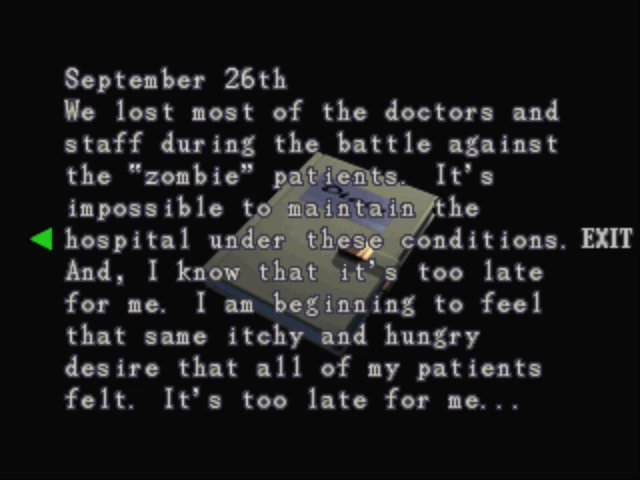 September 26th
We lost most of the doctors and
staff during the battle against
the "zombie" patients. It's
impossible to maintain the
hospital under these conditions.
EXIT
And, I know that it's too late
for me. I am beginning to feel
that same itchy and hungry
desire that all of my patients
felt. It's too late for me...